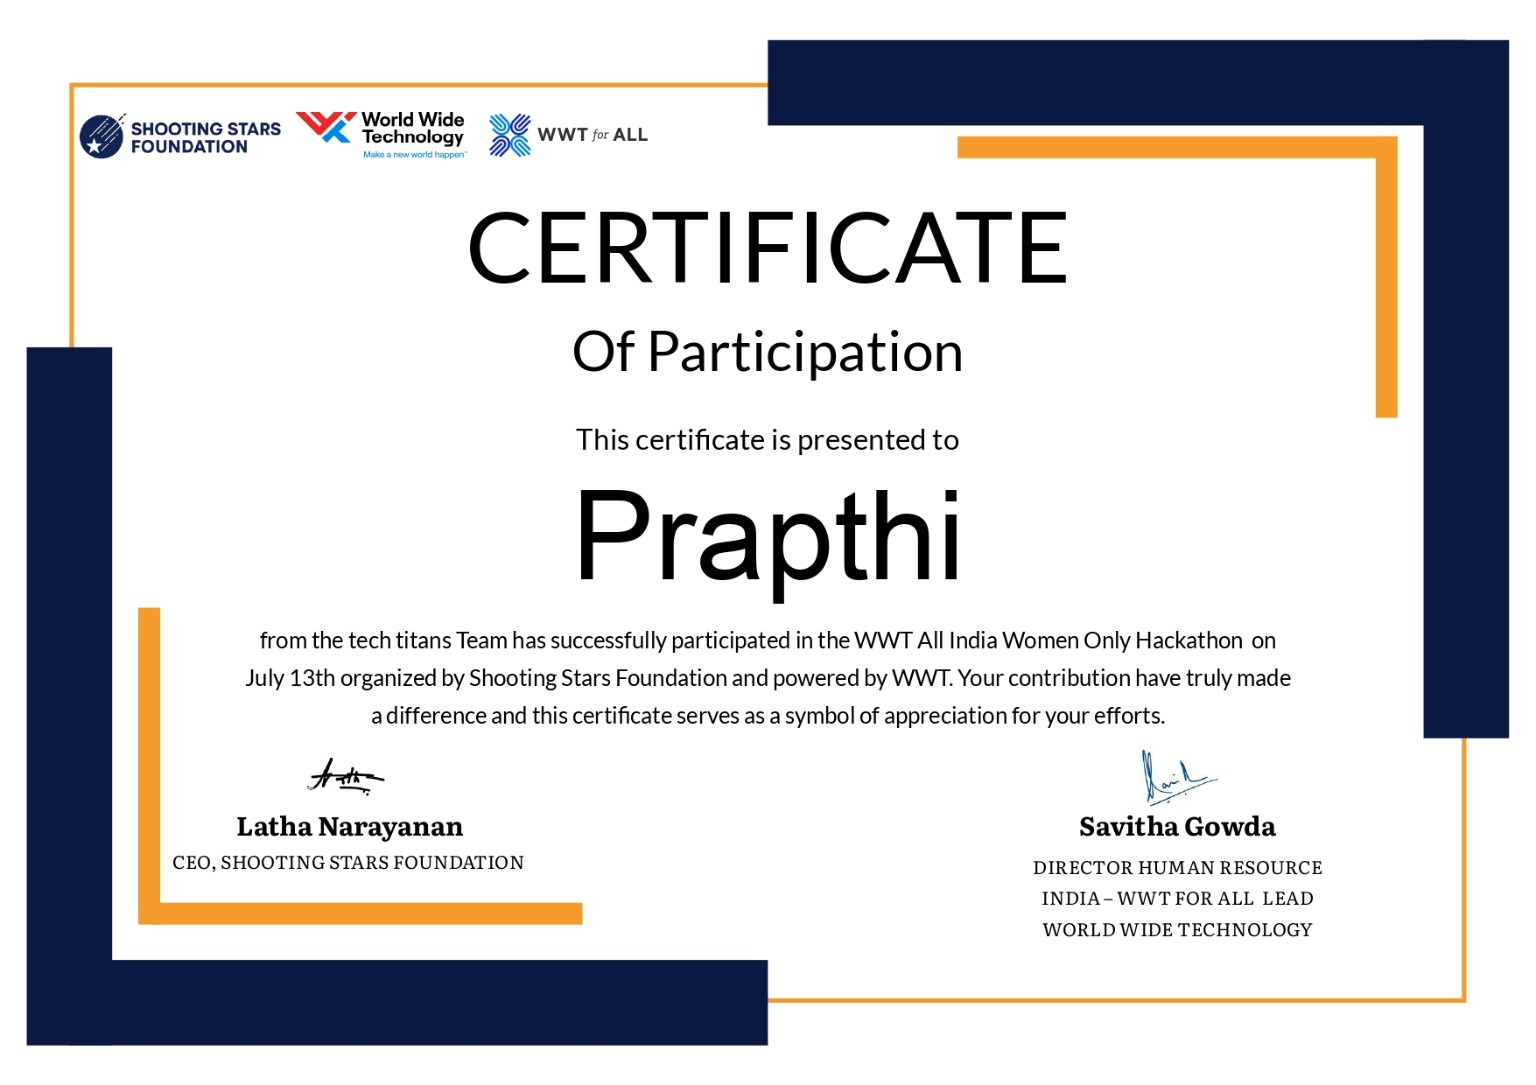 SHOOTING STARS
FOUNDATION
World Wide
Technology
Make a new world happen™
WWT for ALL
CERTIFICATE
Of Participation
This certificate is presented to
Prapthi
from the tech titans Team has successfully participated in the WWT All India Women Only Hackathon on
July 13th organized by Shooting Stars Foundation and powered by WWT. Your contribution have truly made
a difference and this certificate serves as a symbol of appreciation for your efforts.
Latha Narayanan
CEO, SHOOTING STARS FOUNDATION
Savitha Gowda
DIRECTOR HUMAN RESOURCE
INDIA – WWT FOR ALL LEAD
WORLD WIDE TECHNOLOGY